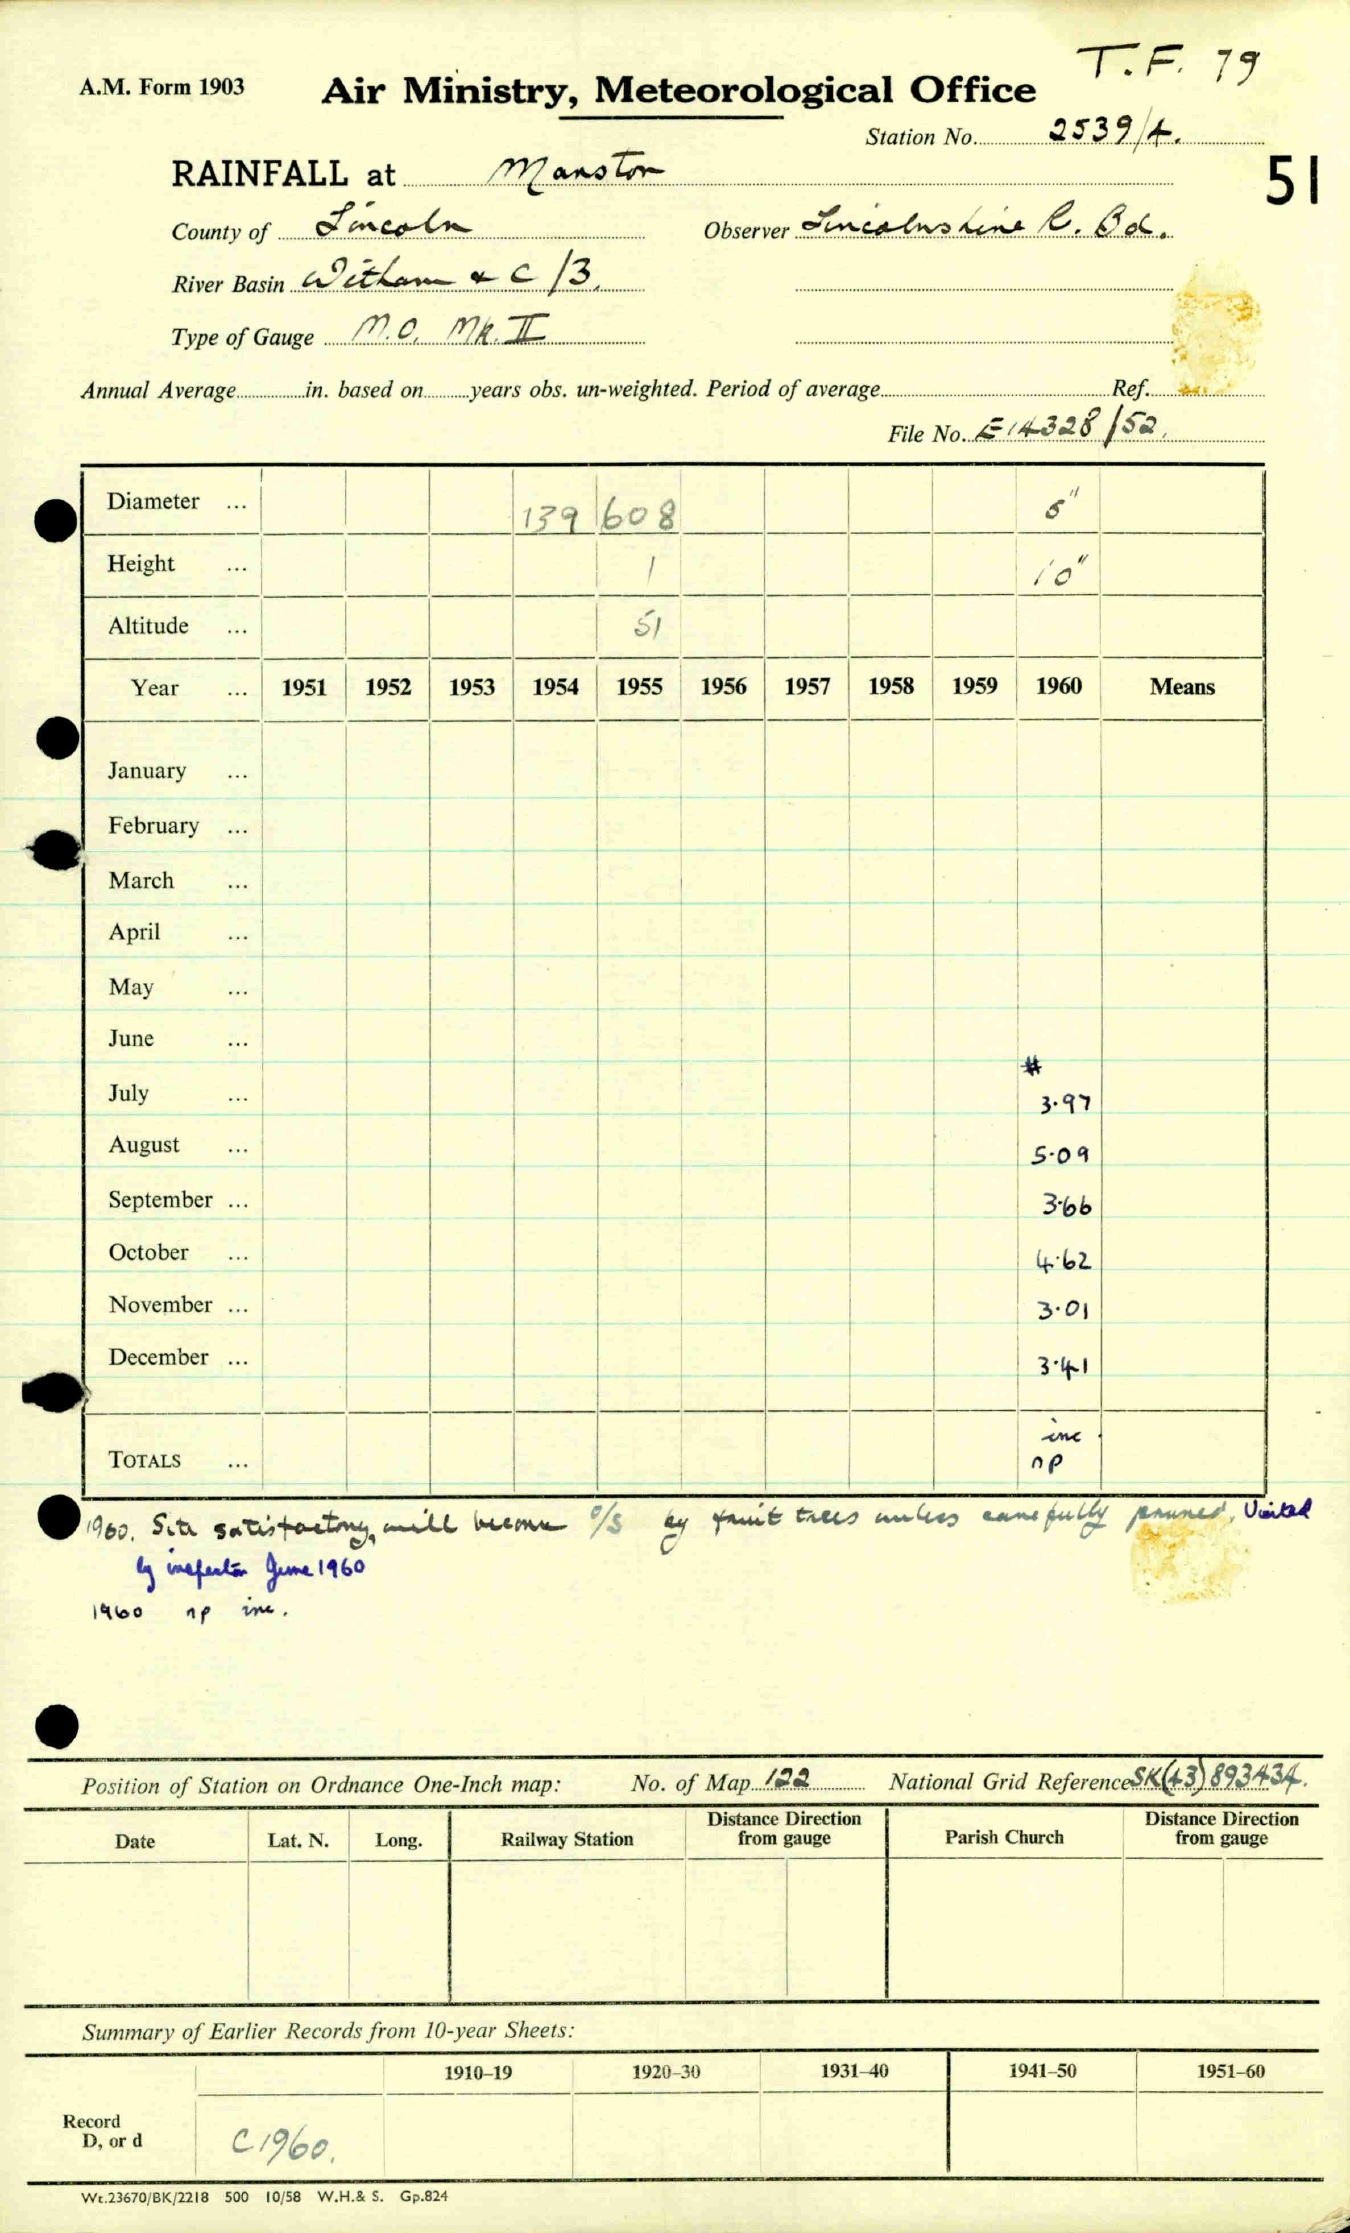 T.F. 79
A.M. Form 1903 Air Ministry, Meteorological Office
Station No. 2539/4.
51
RAINFALL at Marston
County of Lincoln Observer Lincolnshire R. Bd.
River Basin Witham & C /3.
Type of Gauge M.O. Mk. II
Annual Average in. based on years obs. un-weighted. Period of average Ref.
File No. E14328/52.
Diameter ... 139 608 5"
Height ... 1 10"
Altitude ... 51
Year ... 1951 1952 1953 1954 1955 1956 1957 1958 1959 1960 Means
January ...
February ...
March ...
April ...
May ...
June ...
#
July ... 3.97
August ... 5.09
September ... 3.66
October ... 4.62
November ... 3.01
December ... 3.41
inc
TOTALS ... np
1960. Site satisfactory, will become o/s by fruit trees unless carefully pruned. Visited
by inspector June 1960
1960 np inc.
Position of Station on Ordnance One-Inch map: No. of Map 122 National Grid Reference SK(43)893434.
Date Lat. N. Long. Railway Station Distance Direction from gauge Parish Church Distance Direction from gauge
Summary of Earlier Records from 10-year Sheets:
1910–19 1920–30 1931–40 1941–50 1951–60
Record
D, or d C1960.
Wt.23670/BK/2218 500 10/58 W.H.& S. Gp.824